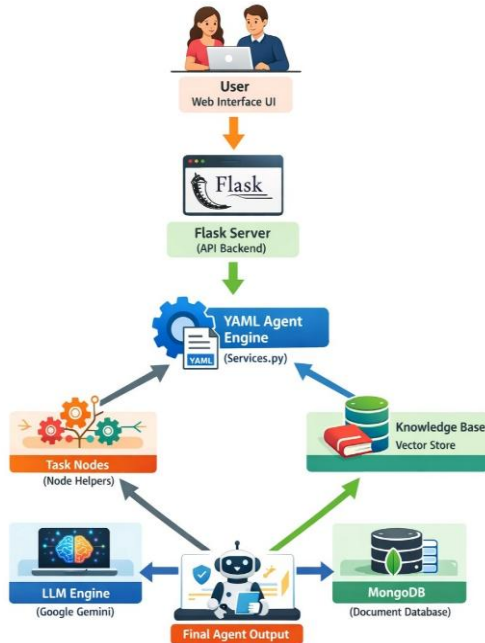 User
Web Interface UI
Flask
Flask Server
(API Backend)
YAML Agent
Engine
YAML
(Services.py)
Task Nodes
(Node Helpers)
Knowledge Base
Vector Store
LLM Engine
(Google Gemini)
MongoDB
(Document Database)
Final Agent Output